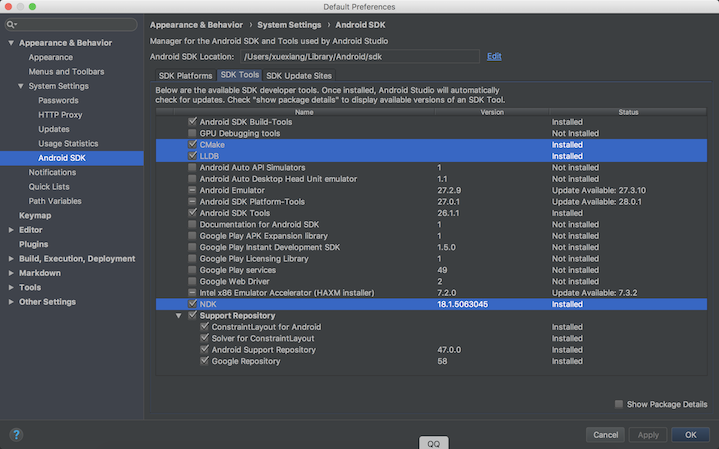 Default Preferences
Appearance & Behavior › System Settings › Android SDK
Manager for the Android SDK and Tools used by Android Studio
Android SDK Location: /Users/xuexiang/Library/Android/sdk Edit
Appearance & Behavior
Appearance
Menus and Toolbars
System Settings
Passwords
HTTP Proxy
Updates
Usage Statistics
Android SDK
Notifications
Quick Lists
Path Variables
Keymap
Editor
Plugins
Build, Execution, Deployment
Markdown
Tools
Other Settings
SDK Platforms SDK Tools SDK Update Sites
Below are the available SDK developer tools. Once installed, Android Studio will automatically
check for updates. Check "show package details" to display available versions of an SDK Tool.
Name Version Status
Android SDK Build-Tools Installed
GPU Debugging tools Not Installed
CMake Installed
LLDB Installed
Android Auto API Simulators 1 Not installed
Android Auto Desktop Head Unit emulator 1.1 Not installed
Android Emulator 27.2.9 Update Available: 27.3.10
Android SDK Platform-Tools 27.0.1 Update Available: 28.0.1
Android SDK Tools 26.1.1 Installed
Documentation for Android SDK 1 Not installed
Google Play APK Expansion library 1 Not installed
Google Play Instant Development SDK 1.5.0 Not installed
Google Play Licensing Library 1 Not installed
Google Play services 49 Not installed
Google Web Driver 2 Not installed
Intel x86 Emulator Accelerator (HAXM installer) 7.2.0 Update Available: 7.3.2
NDK 18.1.5063045 Installed
Support Repository
ConstraintLayout for Android Installed
Solver for ConstraintLayout Installed
Android Support Repository 47.0.0 Installed
Google Repository 58 Installed
Show Package Details
? Cancel Apply OK
QQ